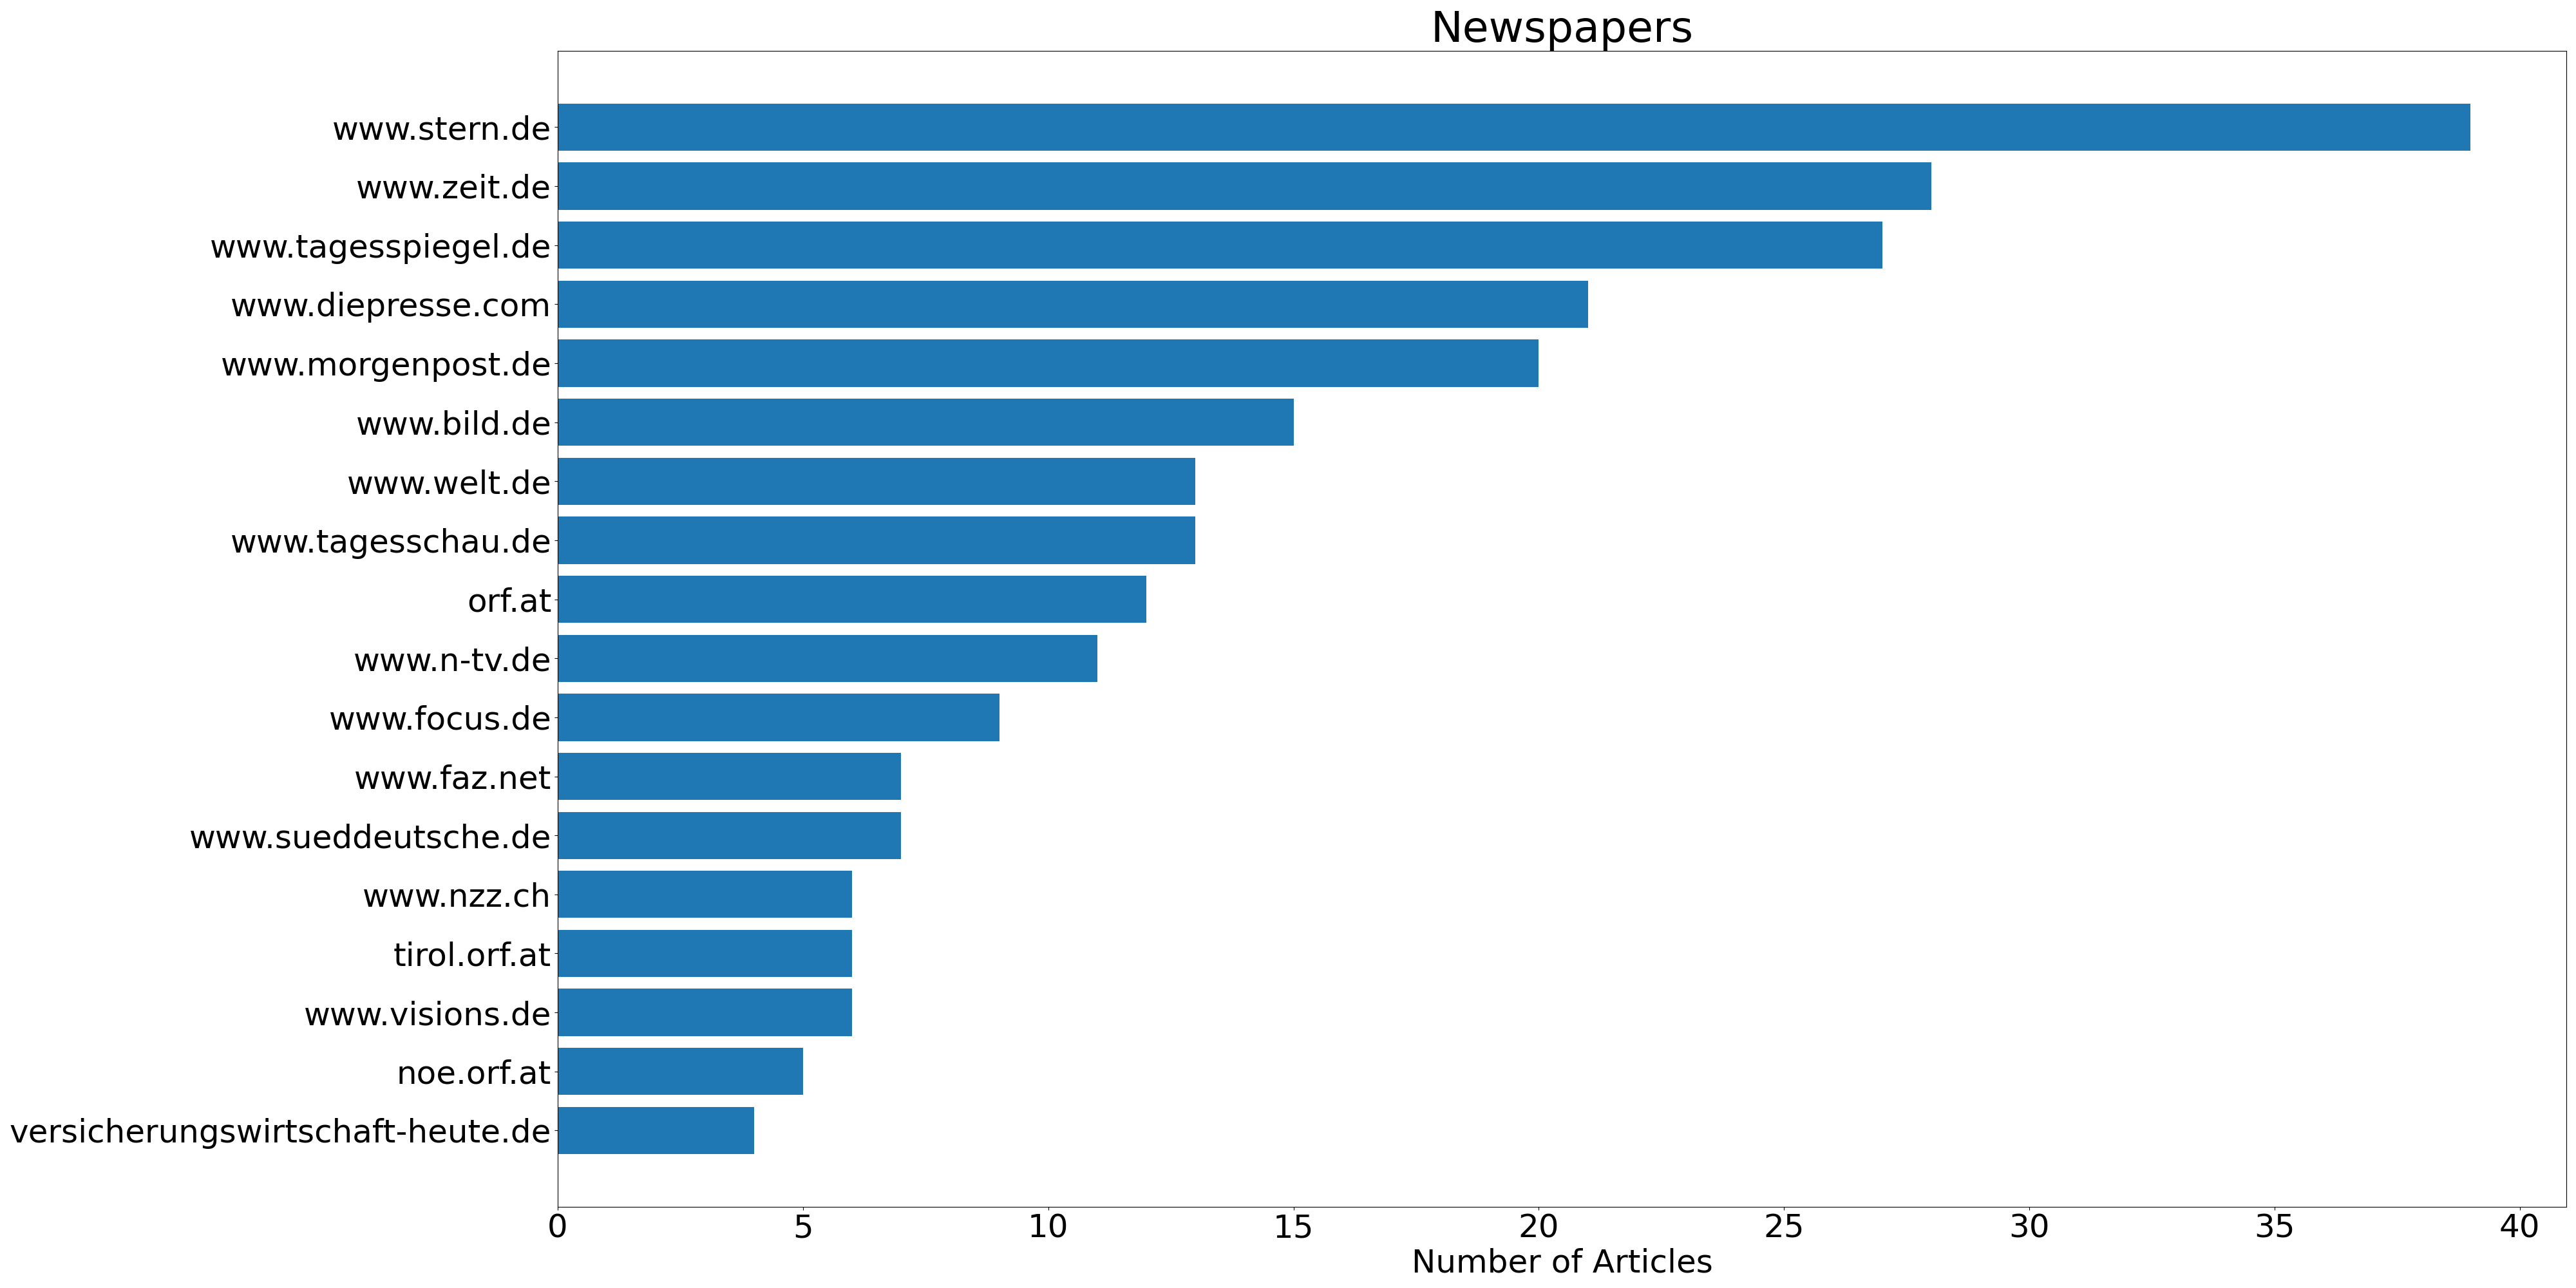 Newspapers
www.stern.de
www.zeit.de
www.tagesspiegel.de
www.diepresse.com
www.morgenpost.de
www.bild.de
www.welt.de
www.tagesschau.de
orf.at
www.n-tv.de
www.focus.de
www.faz.net
www.sueddeutsche.de
www.nzz.ch
tirol.orf.at
www.visions.de
noe.orf.at
versicherungswirtschaft-heute.de
0 5 10 15 20 25 30 35 40
Number of Articles